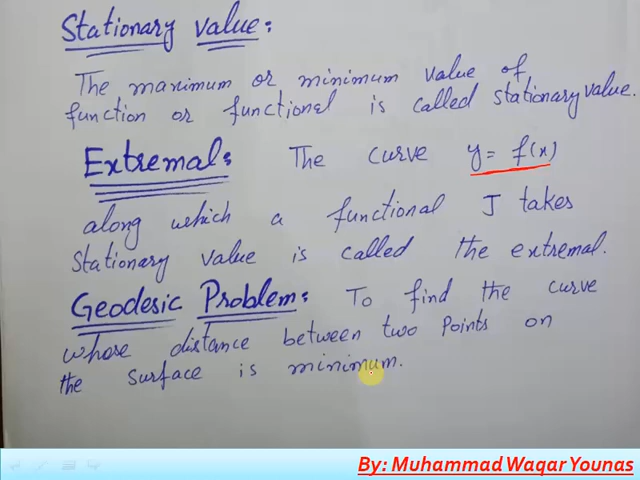 Stationary value:
The maximum or minimum value of
function or functional is called stationary value.
Extremal: The curve y = f(x)
along which a functional J takes
stationary value is called the extremal.
Geodesic Problem: To find the curve
whose distance between two points on
the surface is minimum.
By: Muhammad Waqar Younas